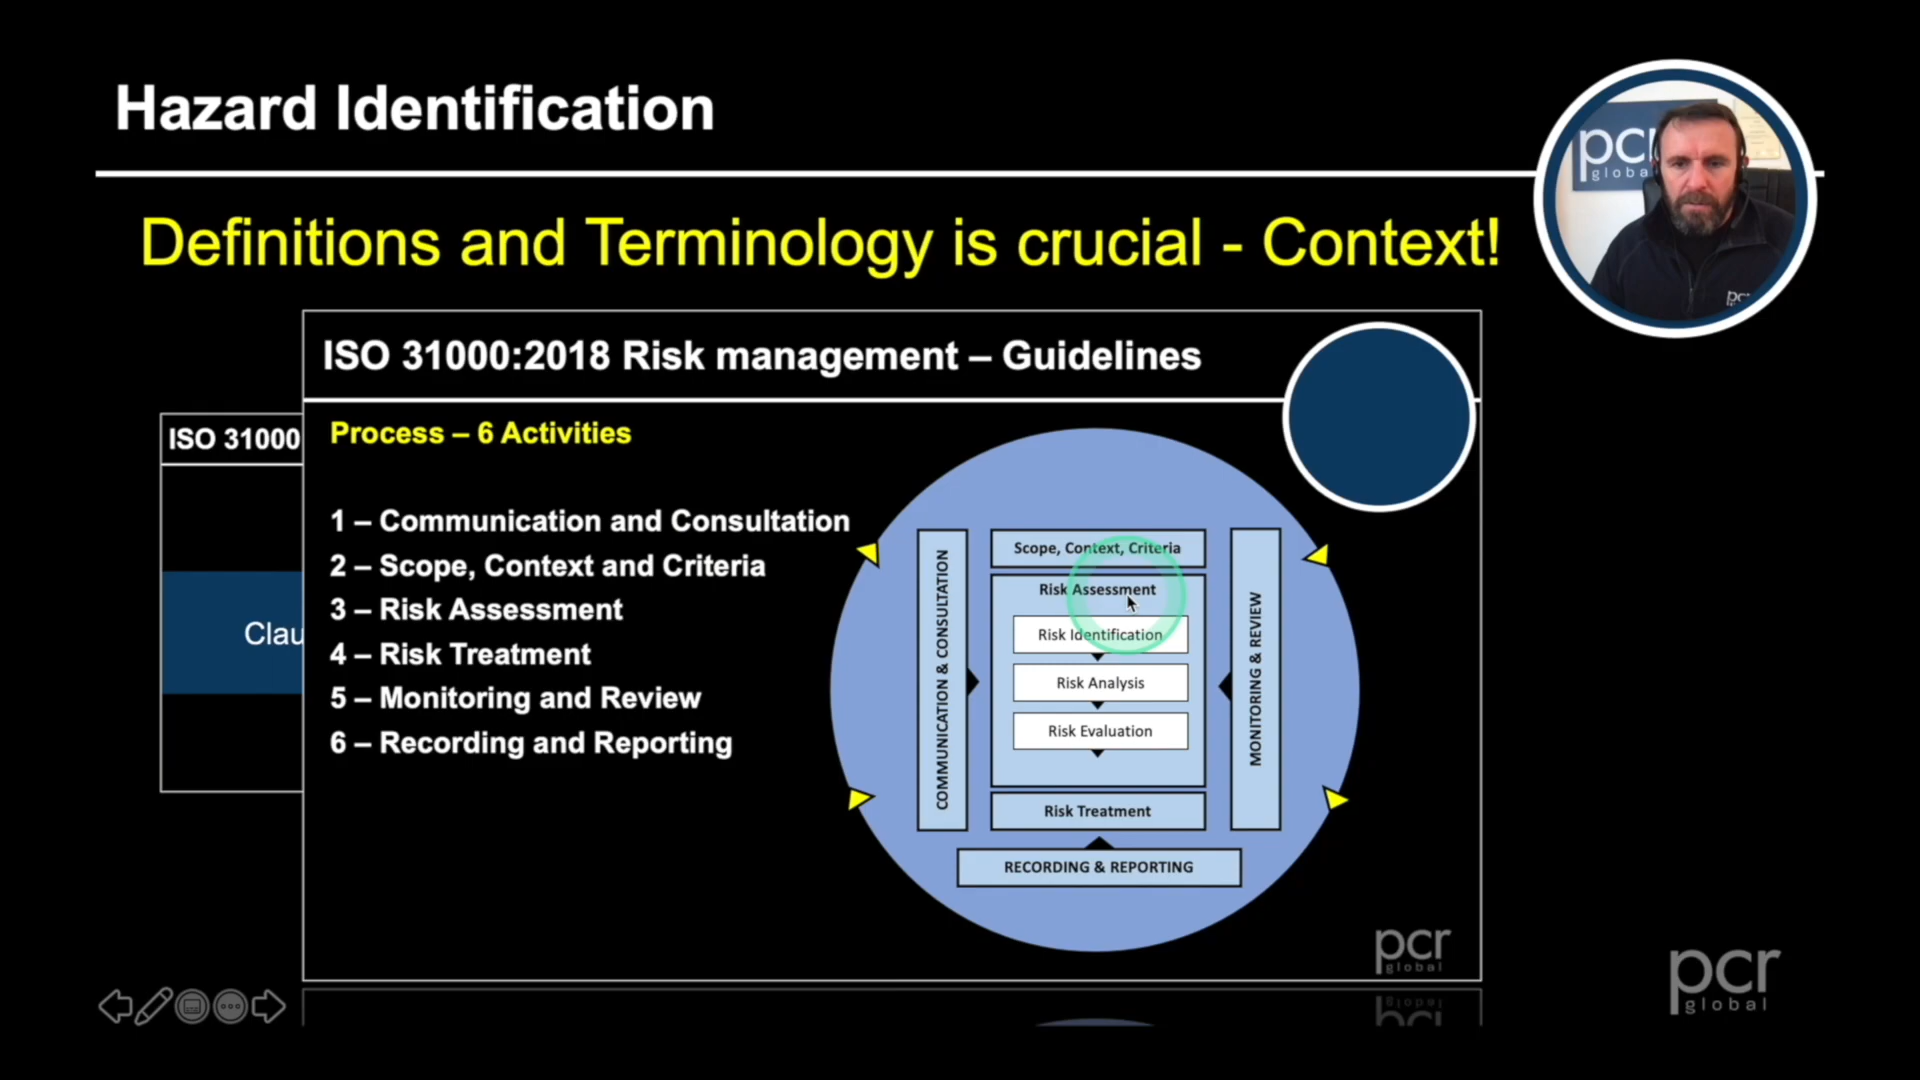 Hazard Identification
pcr
globa
pc
Definitions and Terminology is crucial - Context!
ISO 31000:2018 Risk management – Guidelines
ISO 31000
Process – 6 Activities
1 – Communication and Consultation
2 – Scope, Context and Criteria
3 – Risk Assessment
4 – Risk Treatment
5 – Monitoring and Review
6 – Recording and Reporting
Clau
COMMUNICATION & CONSULTATION
Scope, Context, Criteria
Risk Assessment
Risk Identification
Risk Analysis
Risk Evaluation
Risk Treatment
MONITORING & REVIEW
RECORDING & REPORTING
pcr
global
pcr
global